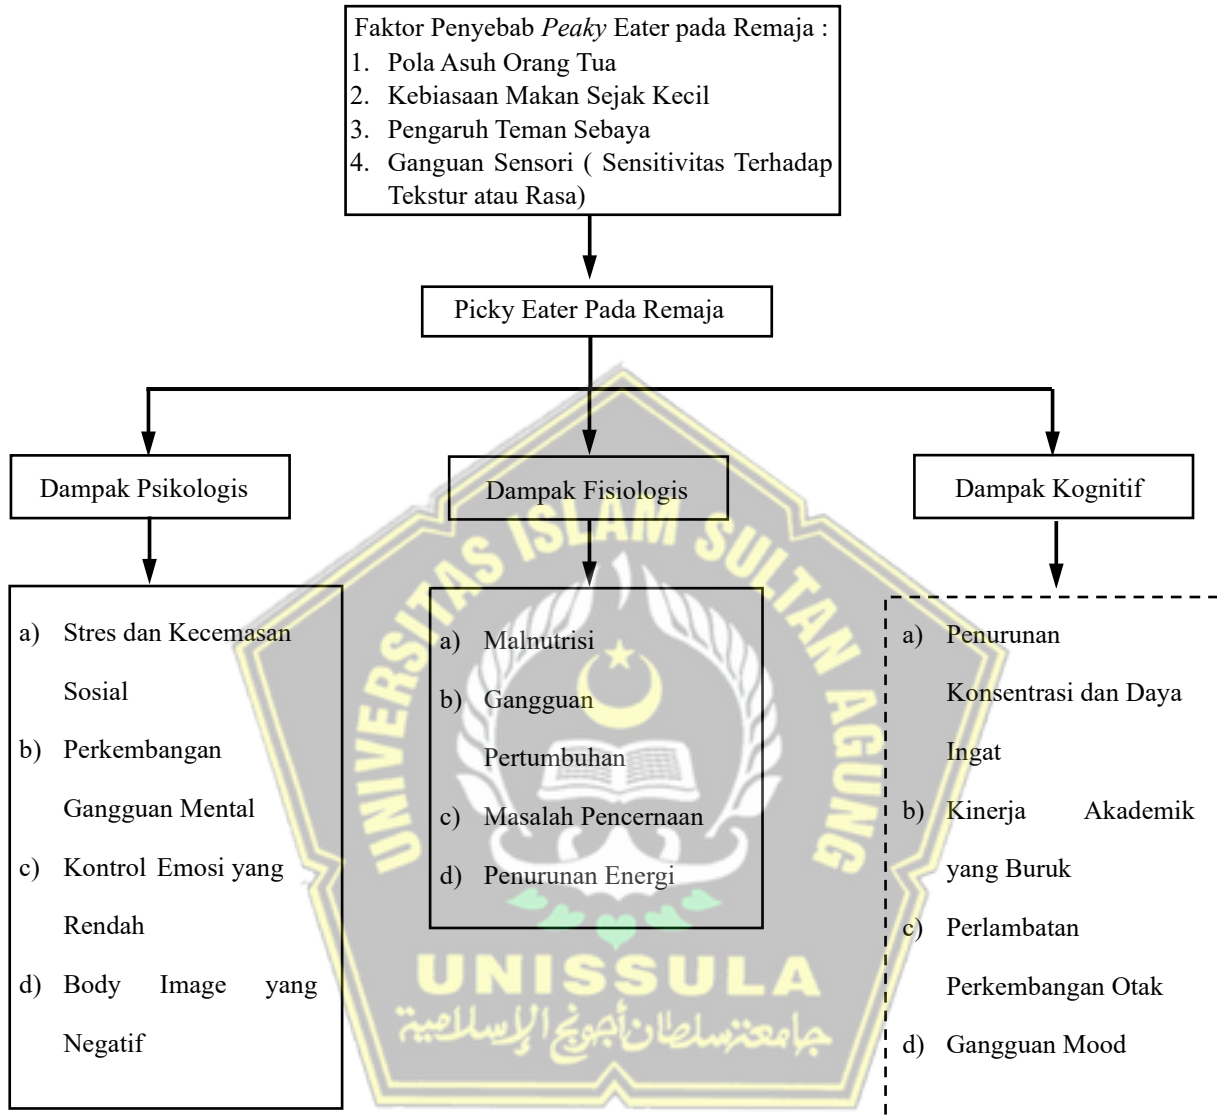 Faktor Penyebab Peaky Eater pada Remaja :
1. Pola Asuh Orang Tua
2. Kebiasaan Makan Sejak Kecil
3. Pengaruh Teman Sebaya
4. Ganguan Sensori ( Sensitivitas Terhadap
Tekstur atau Rasa)
Picky Eater Pada Remaja
Dampak Psikologis
Dampak Fisiologis
Dampak Kognitif
a) Stres dan Kecemasan
Sosial
b) Perkembangan
Gangguan Mental
c) Kontrol Emosi yang
Rendah
d) Body Image yang
Negatif
a) Malnutrisi
b) Gangguan
Pertumbuhan
c) Masalah Pencernaan
d) Penurunan Energi
a) Penurunan
Konsentrasi dan Daya
Ingat
b) Kinerja Akademik
yang Buruk
c) Perlambatan
Perkembangan Otak
d) Gangguan Mood
UNIVERSITAS ISLAM SULTAN AGUNG
UNISSULA
جامعة سلطان أجونج الإسلامية